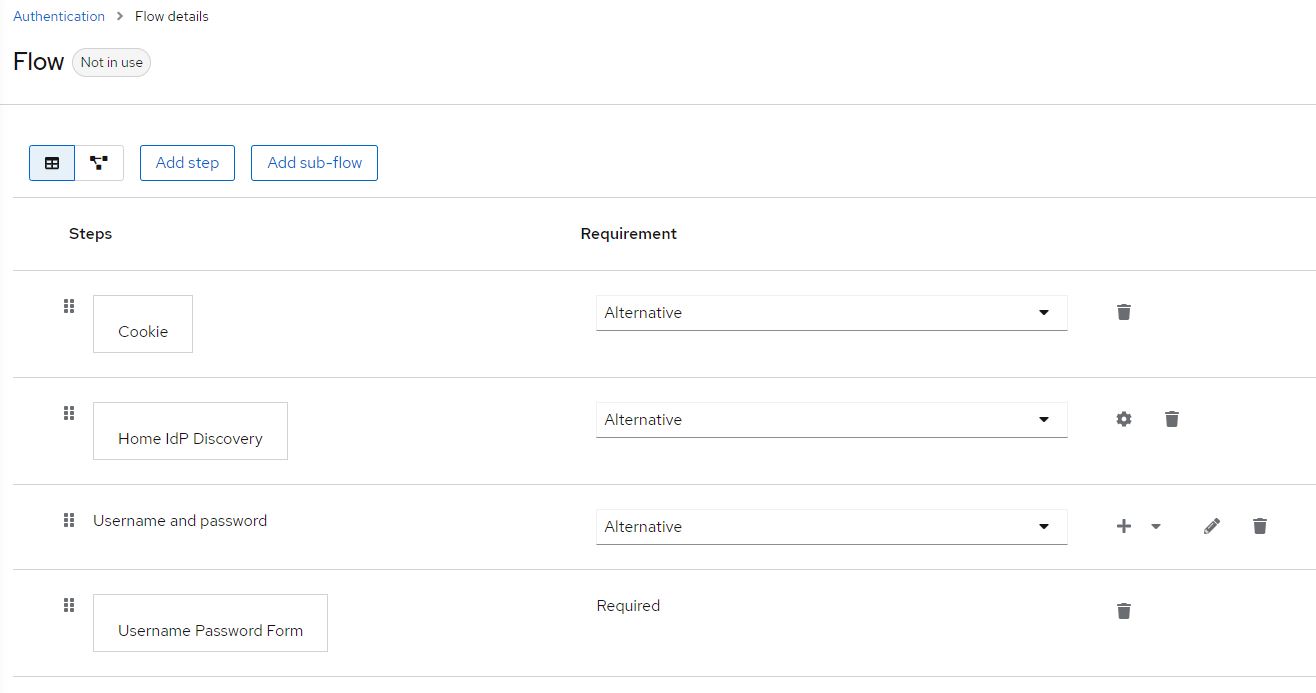 Authentication > Flow details
Flow Not in use
Add step Add sub-flow
Steps Requirement
Cookie Alternative
Home IdP Discovery Alternative
Username and password Alternative
Username Password Form Required